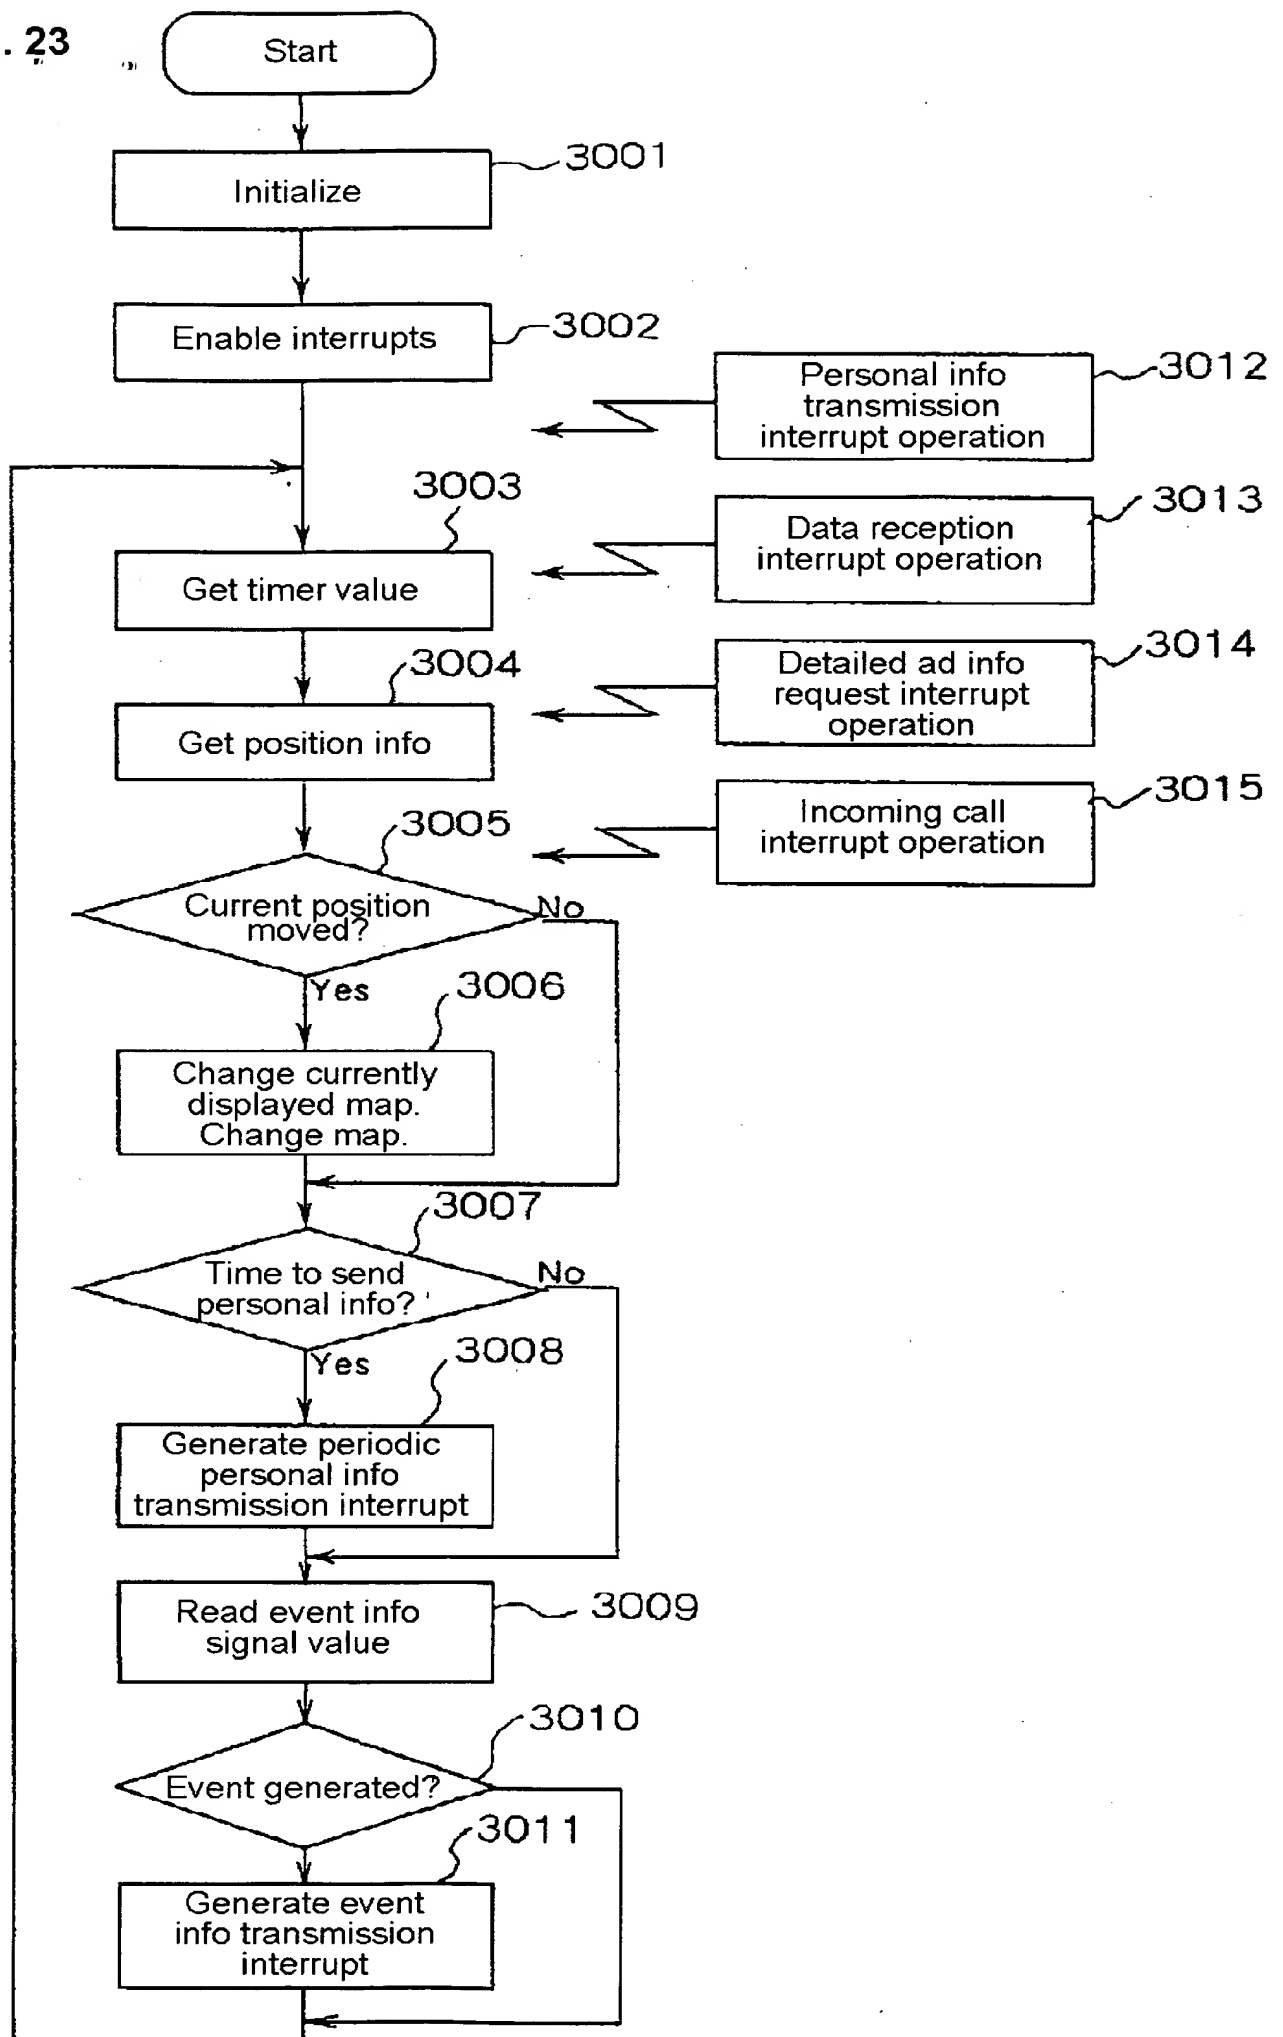 . 23
Start
3001
Initialize
3002
Enable interrupts
3012
Personal info
transmission
interrupt operation
3003
Get timer value
3013
Data reception
interrupt operation
3004
Get position info
3014
Detailed ad info
request interrupt
operation
3015
Incoming call
interrupt operation
3005
Current position
moved?
No
Yes
3006
Change currently
displayed map.
Change map.
3007
Time to send
personal info?
No
Yes
3008
Generate periodic
personal info
transmission interrupt
3009
Read event info
signal value
3010
Event generated?
3011
Generate event
info transmission
interrupt